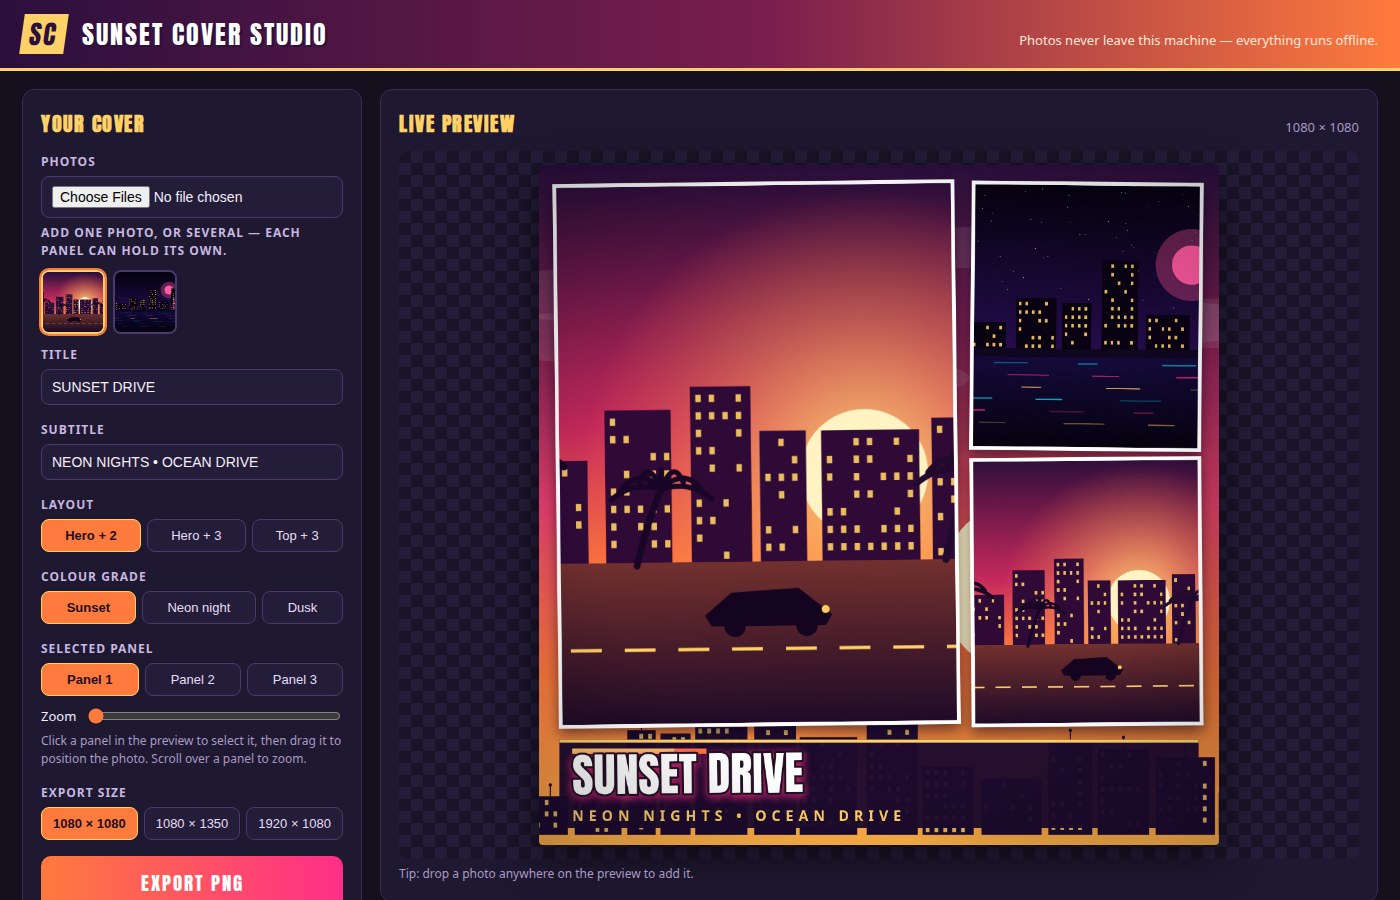 SC SUNSET COVER STUDIO
Photos never leave this machine — everything runs offline.
YOUR COVER
PHOTOS
Choose Files No file chosen
ADD ONE PHOTO, OR SEVERAL — EACH
PANEL CAN HOLD ITS OWN.
TITLE
SUNSET DRIVE
SUBTITLE
NEON NIGHTS • OCEAN DRIVE
LAYOUT
Hero + 2 Hero + 3 Top + 3
COLOUR GRADE
Sunset Neon night Dusk
SELECTED PANEL
Panel 1 Panel 2 Panel 3
Zoom
Click a panel in the preview to select it, then drag it to
position the photo. Scroll over a panel to zoom.
EXPORT SIZE
1080 × 1080 1080 × 1350 1920 × 1080
EXPORT PNG
LIVE PREVIEW
1080 × 1080
SUNSET DRIVE
NEON NIGHTS • OCEAN DRIVE
Tip: drop a photo anywhere on the preview to add it.